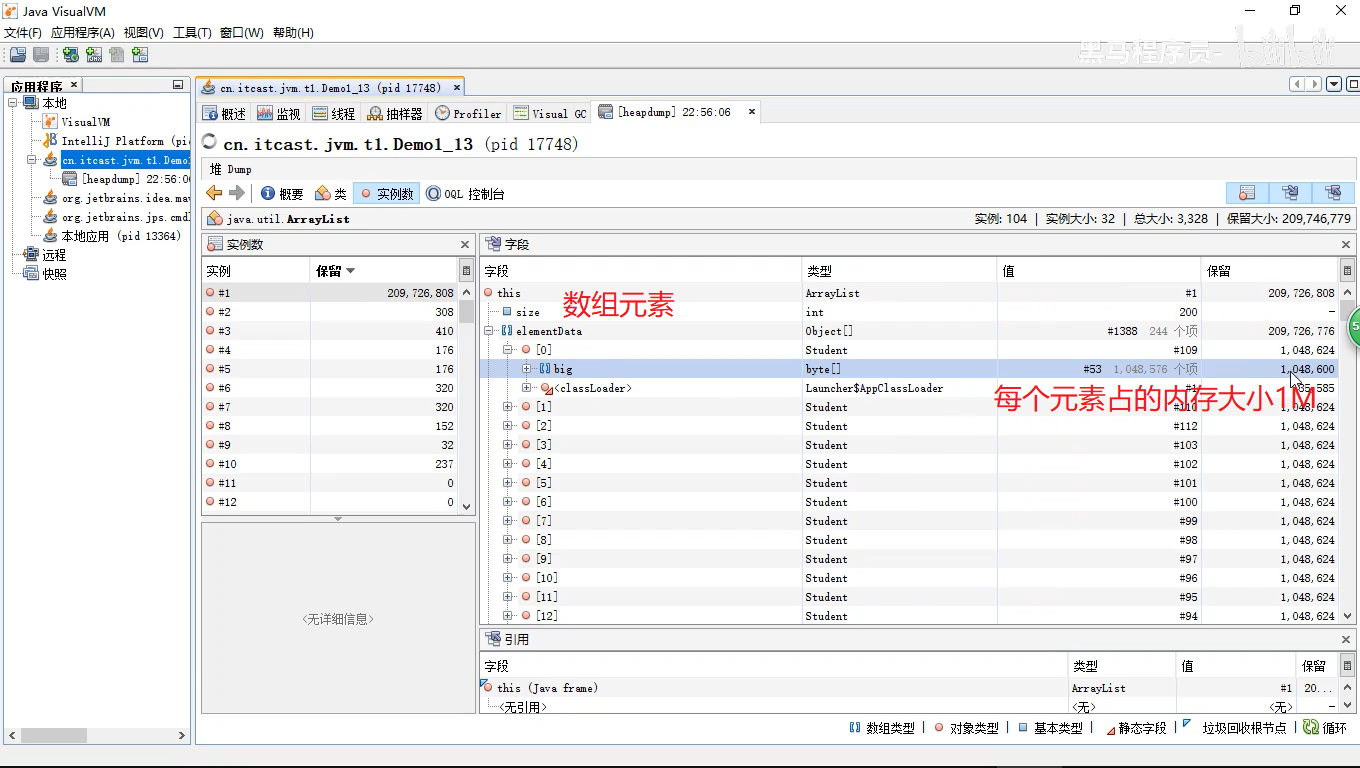 Java VisualVM
文件(F) 应用程序(A) 视图(V) 工具(T) 窗口(W) 帮助(H)
黑马程序员-
应用程序 ×
cn.itcast.jvm.t1.Demo1_13 (pid 17748) ×
本地
VisualVM
IntelliJ Platform (pi
cn.itcast.jvm.t1.Demo1
[heapdump] 22:56:0
org.jetbrains.idea.ma
org.jetbrains.jps.cmdl
本地应用 (pid 13364)
远程
快照
概述 监视 线程 抽样器 Profiler Visual GC [heapdump] 22:56:06 ×
cn.itcast.jvm.t1.Demo1_13 (pid 17748)
堆 Dump
概要 类 实例数 OQL 控制台
java.util.ArrayList 实例: 104 | 实例大小: 32 | 总大小: 3,328 | 保留大小: 209,746,779
实例数 ×
实例 保留
#1 209,726,808
#2 308
#3 410
#4 176
#5 176
#6 320
#7 320
#8 152
#9 32
#10 237
#11 0
#12 0
<无详细信息>
字段 ×
字段 类型 值 保留
this ArrayList #1 209,726,808
size int 200 –
数组元素
elementData Object[] #1388 244 个项 209,726,776
[0] Student #109 1,048,624
big byte[] #53 1,048,576 个项 1,048,600
<classLoader> Launcher$AppClassLoader
每个元素占的内存大小1M
[1] Student #110 1,048,624
[2] Student #112 1,048,624
[3] Student #103 1,048,624
[4] Student #102 1,048,624
[5] Student #101 1,048,624
[6] Student #100 1,048,624
[7] Student #99 1,048,624
[8] Student #98 1,048,624
[9] Student #97 1,048,624
[10] Student #96 1,048,624
[11] Student #95 1,048,624
[12] Student #94 1,048,624
引用 ×
字段 类型 值 保留
this (Java frame) ArrayList #1 20...
<无引用> <无> <无> –
数组类型 | 对象类型 | 基本类型 | 静态字段 | 垃圾回收根节点 | 循环